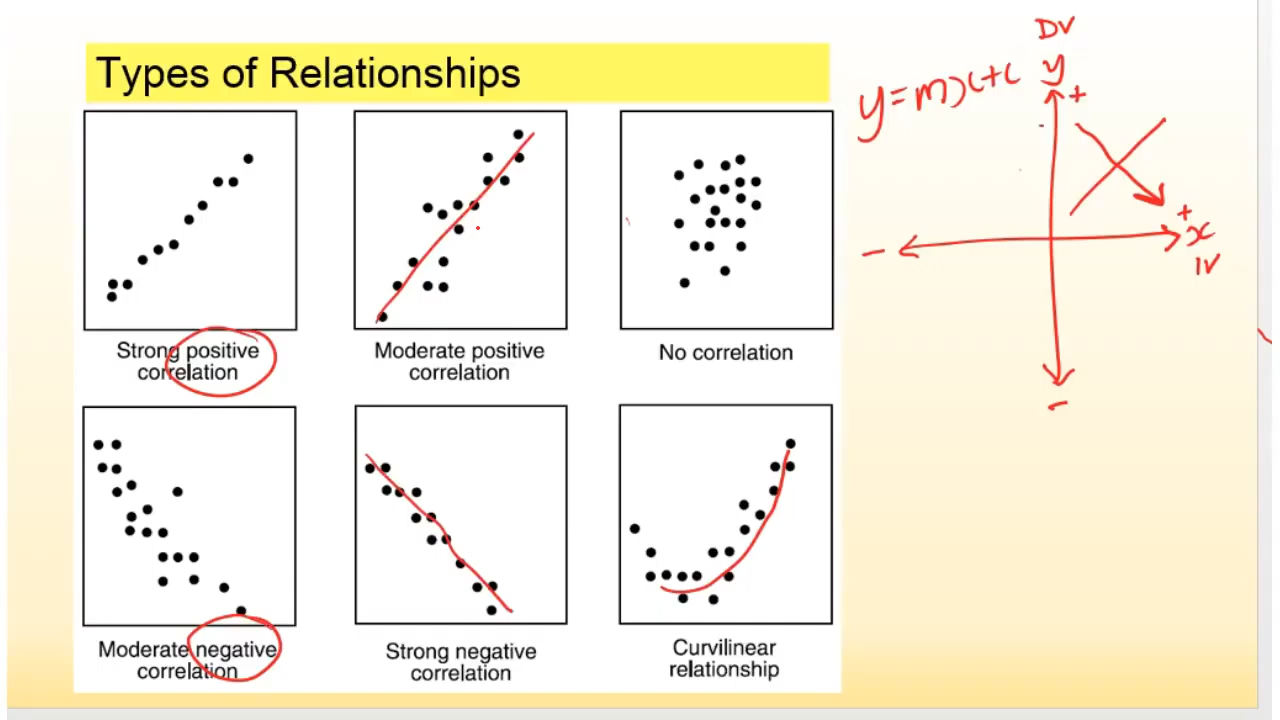 Types of Relationships
Strong positive
correlation
Moderate positive
correlation
No correlation
Moderate negative
correlation
Strong negative
correlation
Curvilinear
relationship
y=mx+c
DV
y
+
-
+
x
IV
-